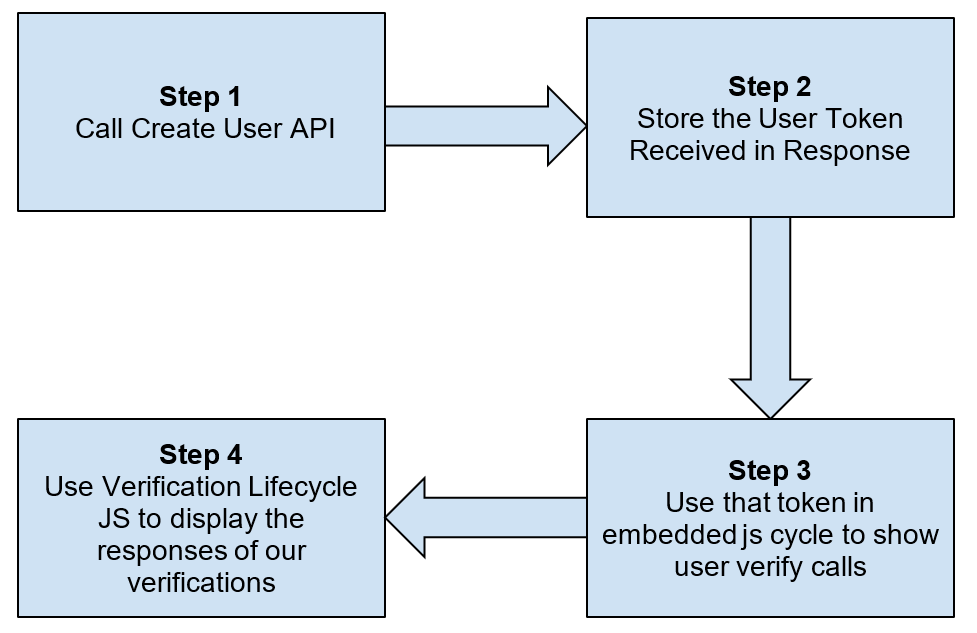 Step 1
Call Create User API
Step 2
Store the User Token
Received in Response
Step 3
Use that token in
embedded js cycle to show
user verify calls
Step 4
Use Verification Lifecycle
JS to display the
responses of our
verifications